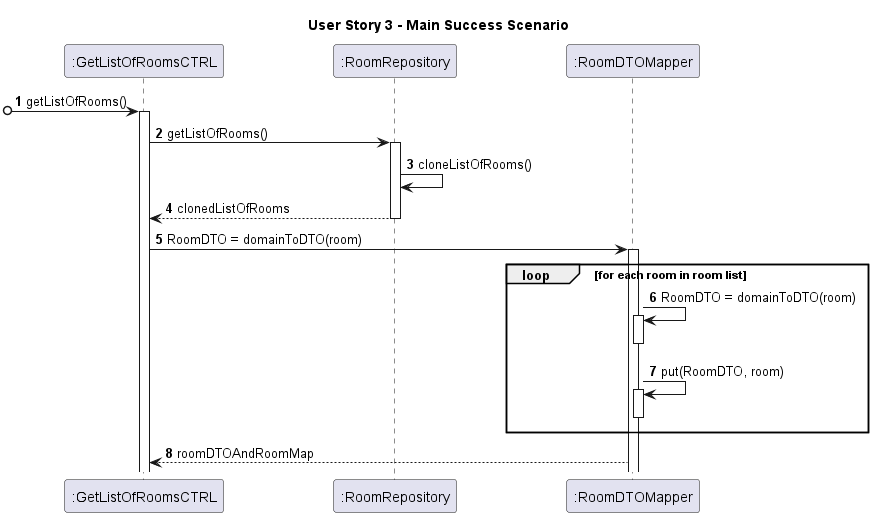 User Story 3 - Main Success Scenario
:GetListOfRoomsCTRL
:RoomRepository
:RoomDTOMapper
1 getListOfRooms()
2 getListOfRooms()
3 cloneListOfRooms()
4 clonedListOfRooms
5 RoomDTO = domainToDTO(room)
loop [for each room in room list]
6 RoomDTO = domainToDTO(room)
7 put(RoomDTO, room)
8 roomDTOAndRoomMap
:GetListOfRoomsCTRL
:RoomRepository
:RoomDTOMapper